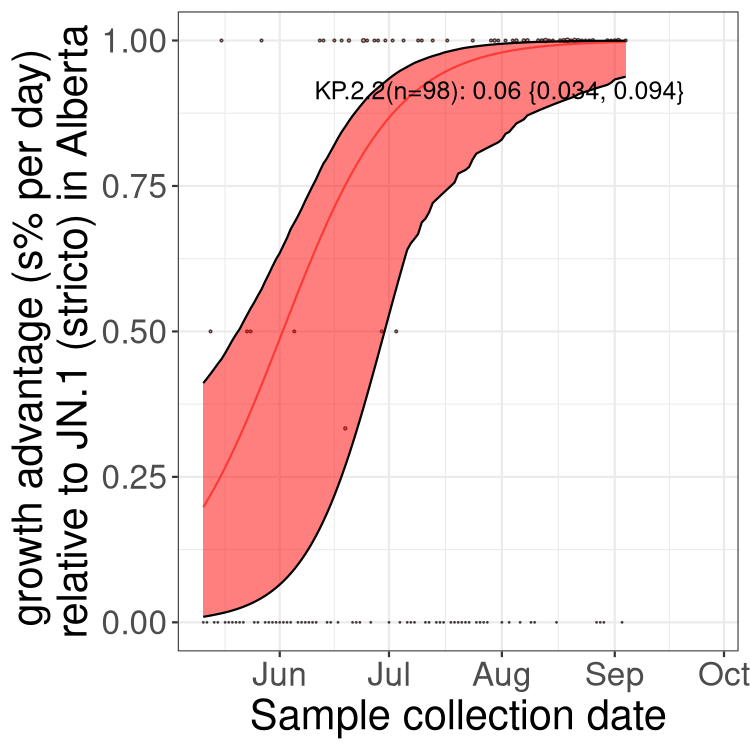 growth advantage (s% per day)
relative to JN.1 (stricto) in Alberta
1.00
0.75
0.50
0.25
0.00
KP.2.2(n=98): 0.06 {0.034, 0.094}
Jun Jul Aug Sep Oct
Sample collection date